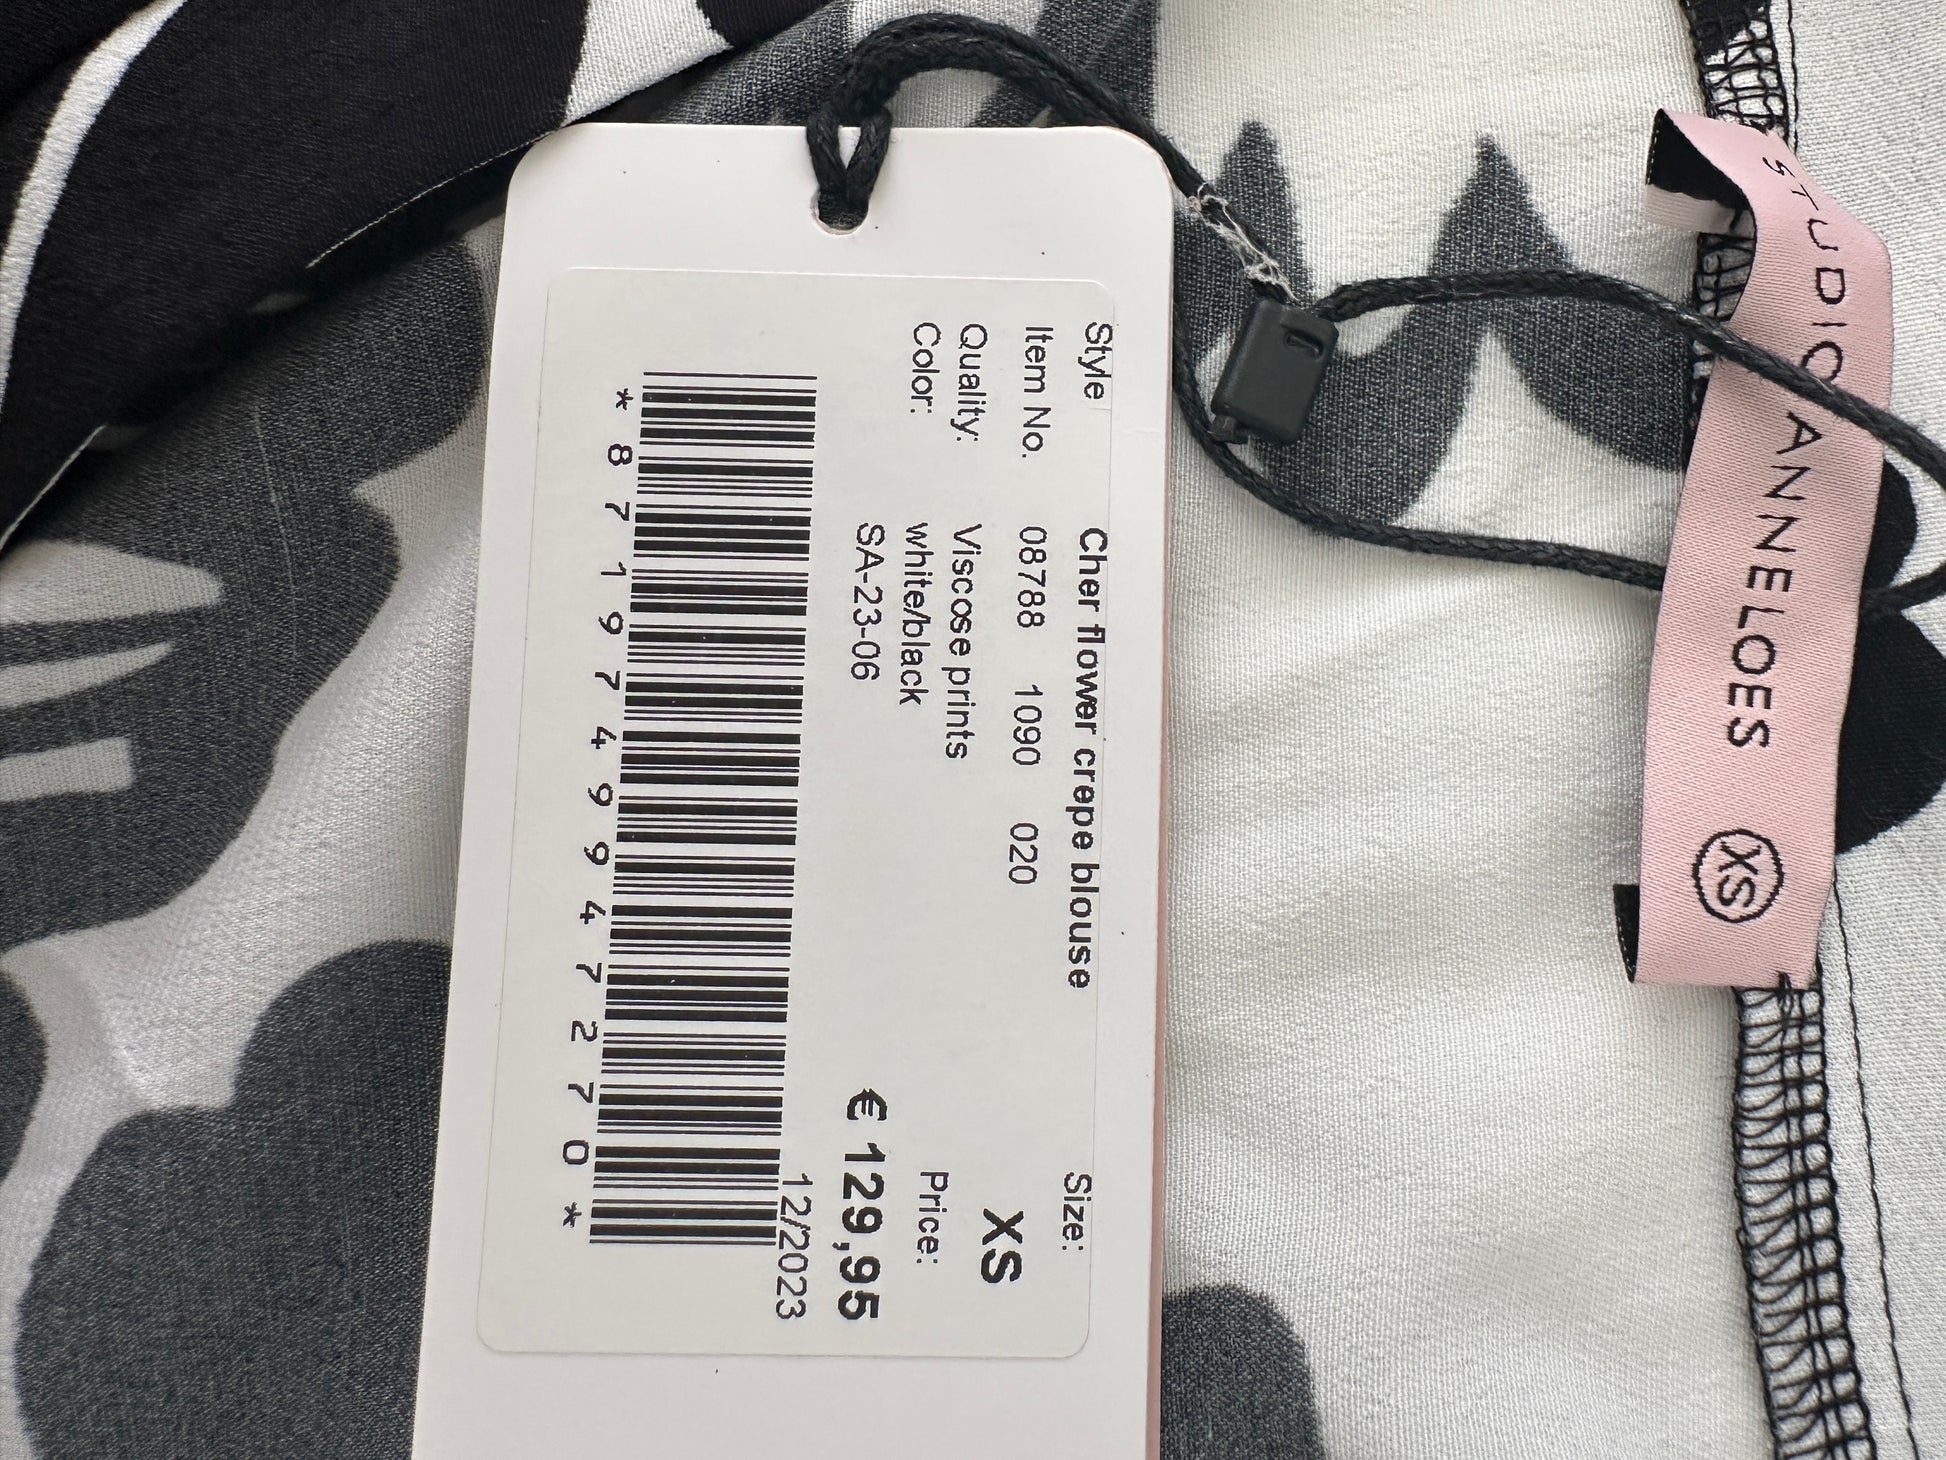 Style Cher flower crepe blouse Size:
Item No. 08788 1090 020 XS
Quality: Viscose prints
Color: white/black Price:
SA-23-06 € 129,95
12/2023
*8719749947270*
STUDIO ANNELOES XS